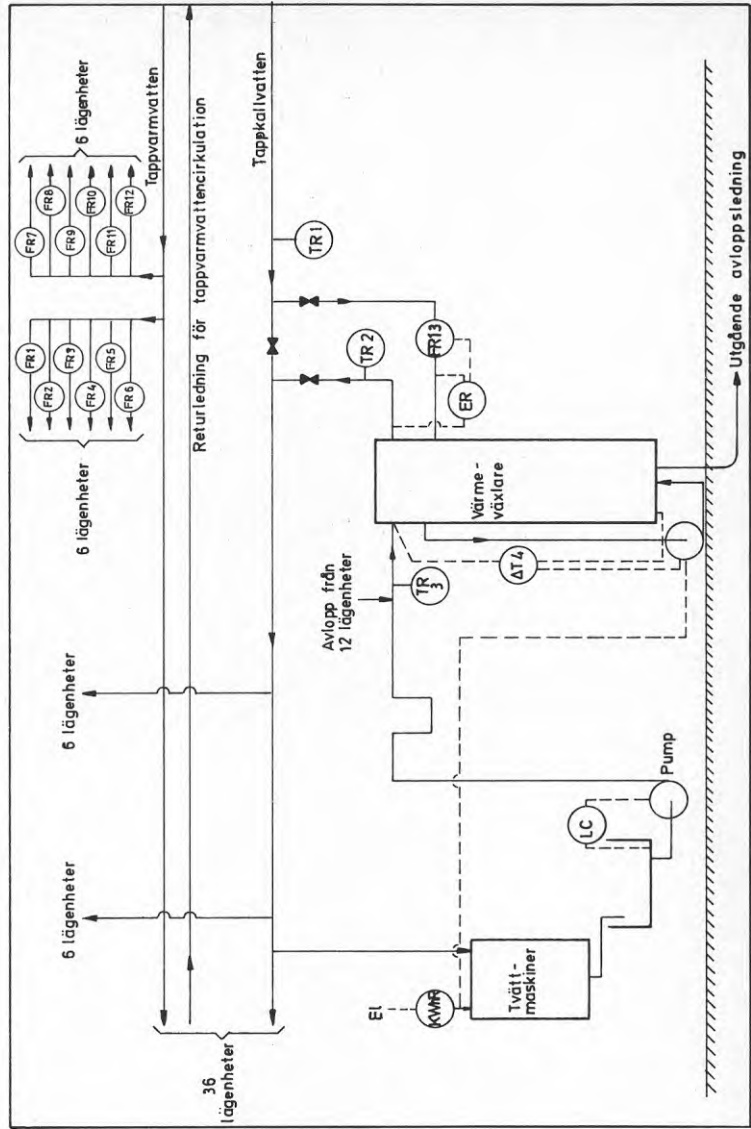 6 lägenheter
FR7
FR8
FR9
FR10
FR11
FR12
FR1
FR2
FR3
FR4
FR5
FR6
6 lägenheter
Tappvarmvatten
Returledning för tappvarmvattencirkulation
Tappkallvatten
6 lägenheter
6 lägenheter
36
lägenheter
TR1
TR 2
FR13
ER
Värme-
växlare
Avlopp från
12 lägenheter
TR
3
ΔT4
Utgående avloppsledning
Pump
LC
El
Tvätt-
maskiner